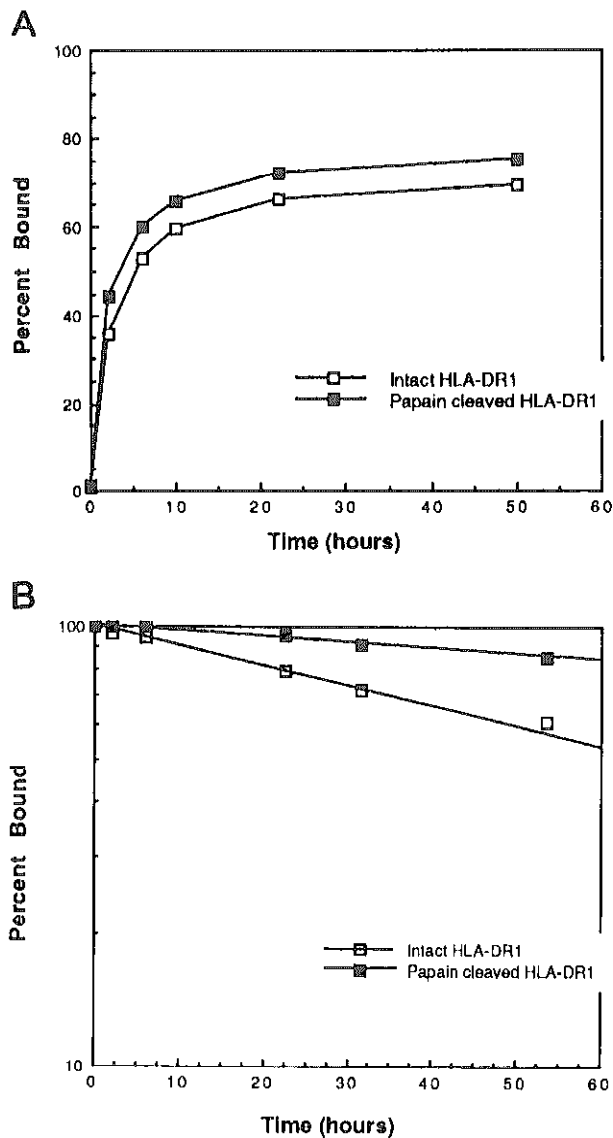 A
100
80
60
40
20
0
Percent Bound
Intact HLA-DR1
Papain cleaved HLA-DR1
0 10 20 30 40 50 60
Time (hours)
B
100
10
Percent Bound
Intact HLA-DR1
Papain cleaved HLA-DR1
0 10 20 30 40 50 60
Time (hours)